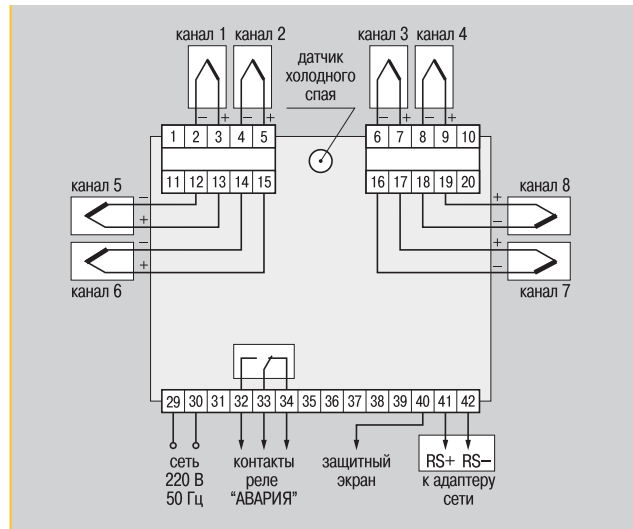 канал 1 канал 2
канал 3 канал 4
датчик
холодного
спая
– + – +
– + – +
1 2 3 4 5
6 7 8 9 10
11 12 13 14 15
16 17 18 19 20
канал 5
– +
– +
канал 6
канал 8
+ –
+ –
канал 7
29 30 31 32 33 34 35 36 37 38 39 40 41 42
сеть
220 В
50 Гц
контакты
реле
“АВАРИЯ”
защитный
экран
RS+ RS–
к адаптеру
сети